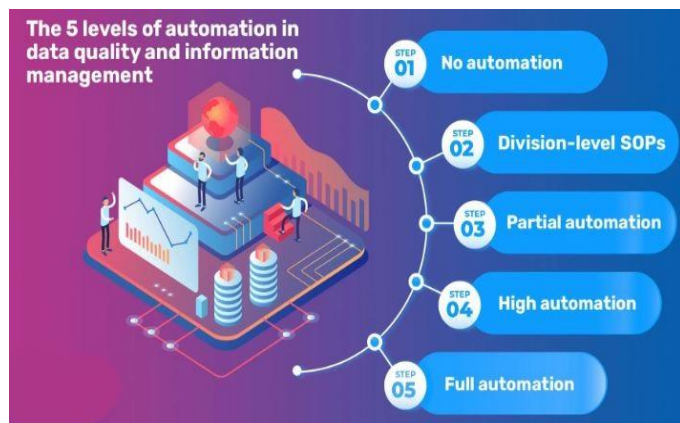 The 5 levels of automation in
data quality and information
management
STEP
01
No automation
STEP
02
Division-level SOPs
STEP
03
Partial automation
STEP
04
High automation
STEP
05
Full automation